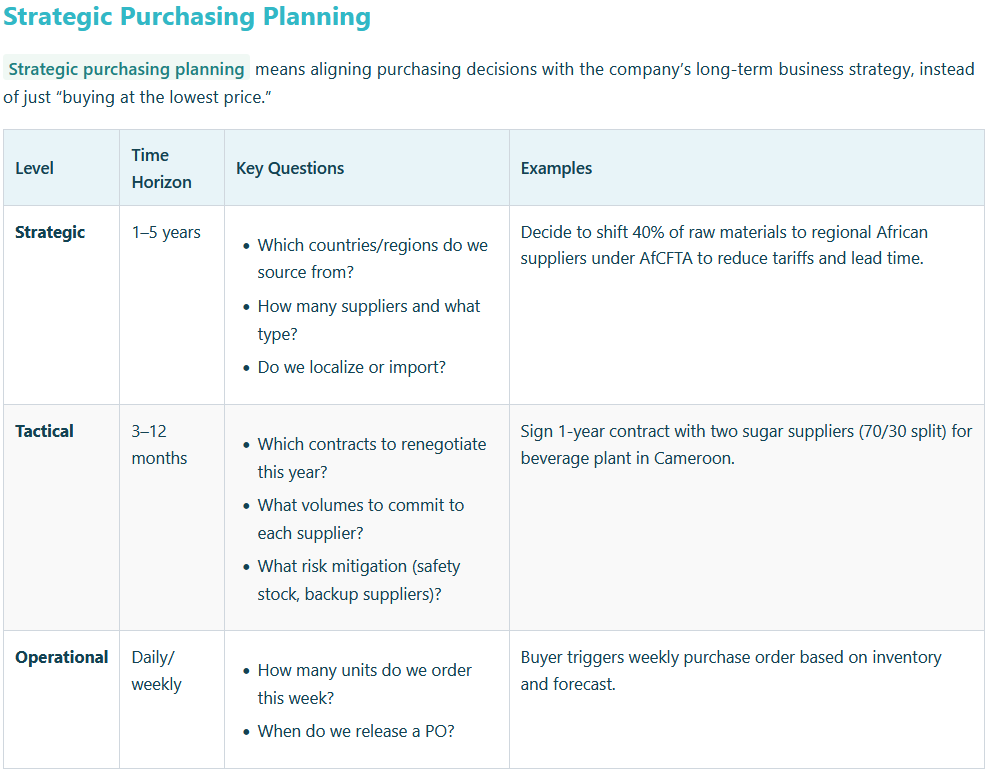 Strategic Purchasing Planning
Strategic purchasing planning means aligning purchasing decisions with the company’s long-term business strategy, instead
of just “buying at the lowest price.”
Level
Time
Horizon
Key Questions
Examples
Strategic
1–5 years
• Which countries/regions do we
source from?
• How many suppliers and what
type?
• Do we localize or import?
Decide to shift 40% of raw materials to regional African
suppliers under AfCFTA to reduce tariffs and lead time.
Tactical
3–12
months
• Which contracts to renegotiate
this year?
• What volumes to commit to
each supplier?
• What risk mitigation (safety
stock, backup suppliers)?
Sign 1-year contract with two sugar suppliers (70/30 split) for
beverage plant in Cameroon.
Operational
Daily/
weekly
• How many units do we order
this week?
• When do we release a PO?
Buyer triggers weekly purchase order based on inventory
and forecast.